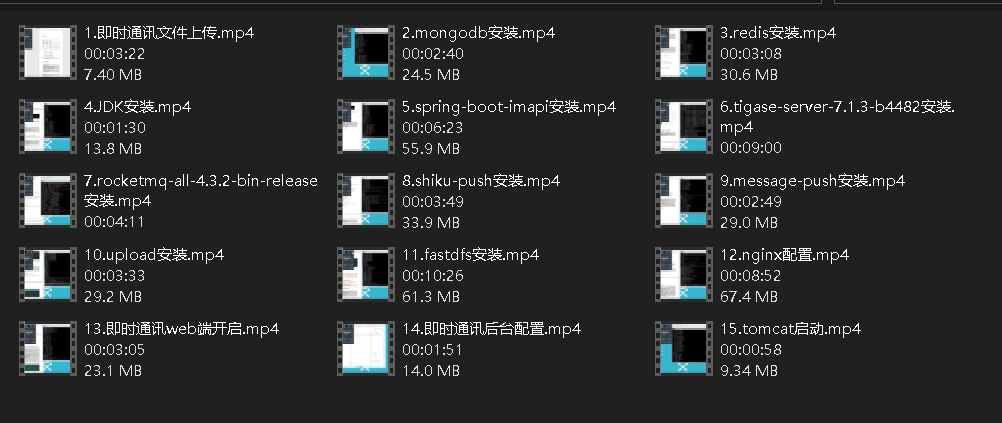 1.即时通讯文件上传.mp4
00:03:22
7.40 MB
2.mongodb安装.mp4
00:02:40
24.5 MB
3.redis安装.mp4
00:03:08
30.6 MB
4.JDK安装.mp4
00:01:30
13.8 MB
5.spring-boot-imapi安装.mp4
00:06:23
55.9 MB
6.tigase-server-7.1.3-b4482安装.
mp4
00:09:00
7.rocketmq-all-4.3.2-bin-release
安装.mp4
00:04:11
8.shiku-push安装.mp4
00:03:49
33.9 MB
9.message-push安装.mp4
00:02:49
29.0 MB
10.upload安装.mp4
00:03:33
29.2 MB
11.fastdfs安装.mp4
00:10:26
61.3 MB
12.nginx配置.mp4
00:08:52
67.4 MB
13.即时通讯web端开启.mp4
00:03:05
23.1 MB
14.即时通讯后台配置.mp4
00:01:51
14.0 MB
15.tomcat启动.mp4
00:00:58
9.34 MB